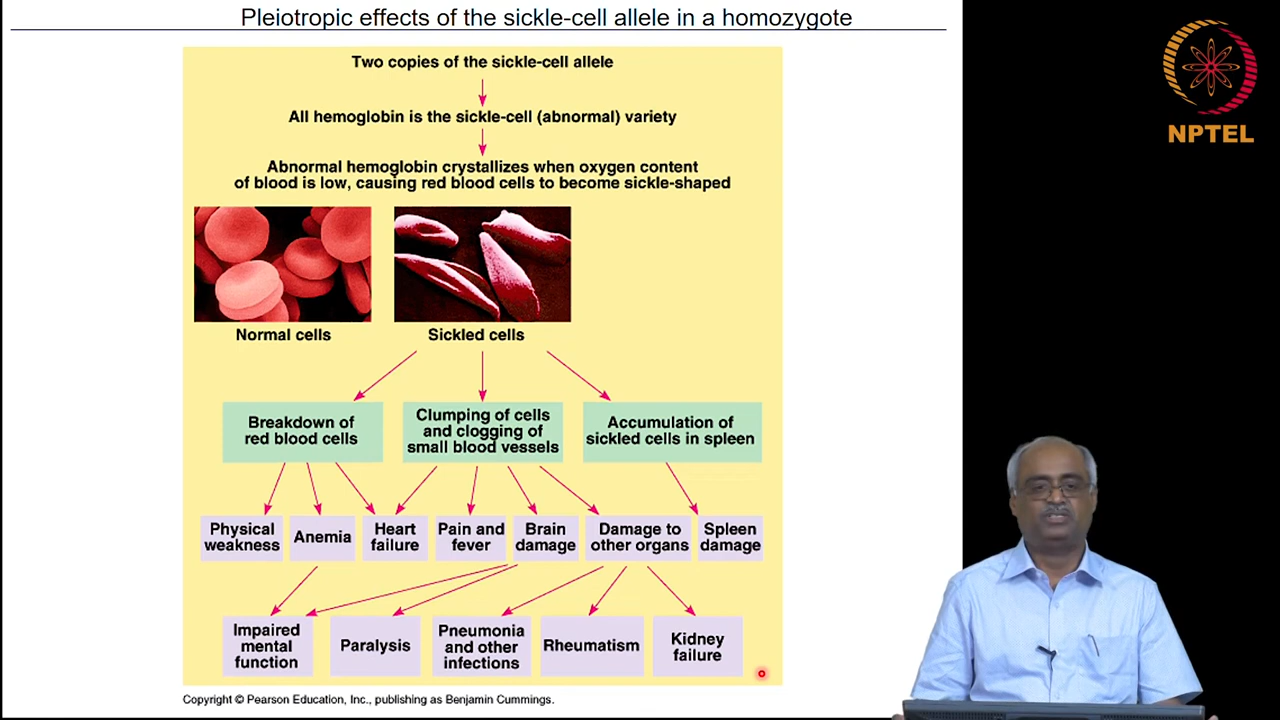 Pleiotropic effects of the sickle-cell allele in a homozygote
NPTEL
Two copies of the sickle-cell allele
All hemoglobin is the sickle-cell (abnormal) variety
Abnormal hemoglobin crystallizes when oxygen content
of blood is low, causing red blood cells to become sickle-shaped
Normal cells
Sickled cells
Breakdown of
red blood cells
Clumping of cells
and clogging of
small blood vessels
Accumulation of
sickled cells in spleen
Physical
weakness
Anemia
Heart
failure
Pain and
fever
Brain
damage
Damage to
other organs
Spleen
damage
Impaired
mental
function
Paralysis
Pneumonia
and other
infections
Rheumatism
Kidney
failure
Copyright © Pearson Education, Inc., publishing as Benjamin Cummings.